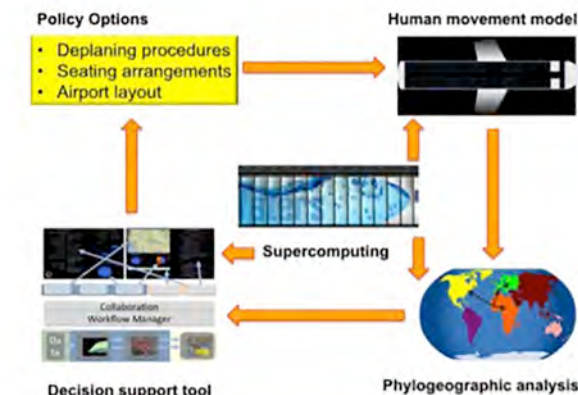 Policy Options
Human movement model
• Deplaning procedures
• Seating arrangements
• Airport layout
Supercomputing
Collaboration
Workflow Manager
Decision support tool
Phylogeographic analysis